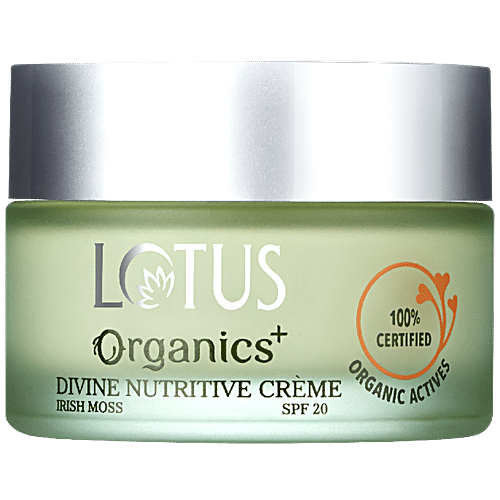 LOTUS
Organics+
DIVINE NUTRITIVE CRÈME
IRISH MOSS SPF 20
100%
CERTIFIED
ORGANIC ACTIVES